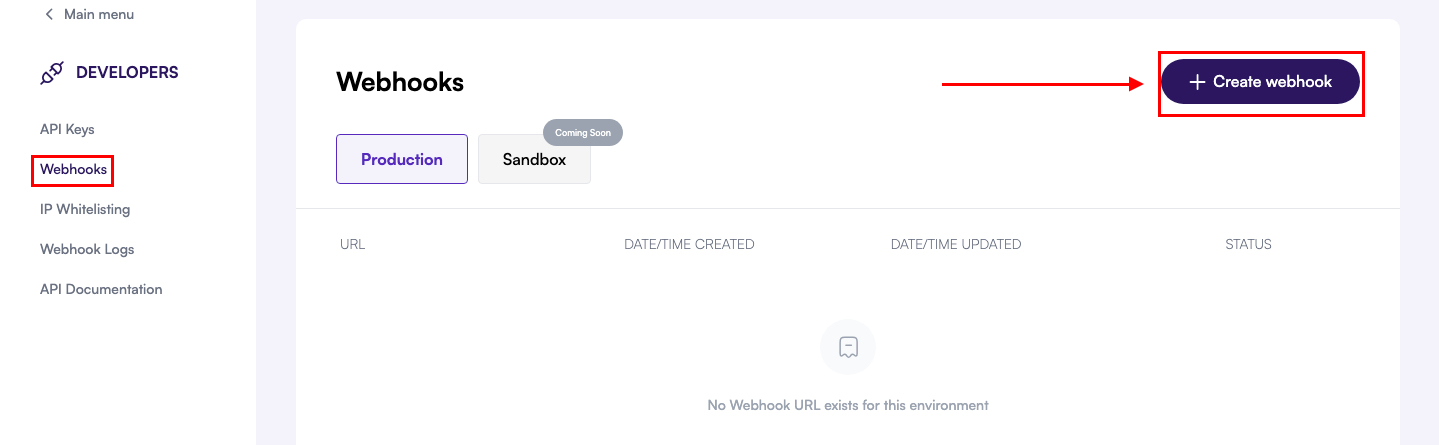 Main menu
DEVELOPERS
API Keys
Webhooks
IP Whitelisting
Webhook Logs
API Documentation
Webhooks
Create webhook
Production
Sandbox
Coming Soon
URL DATE/TIME CREATED DATE/TIME UPDATED STATUS
No Webhook URL exists for this environment